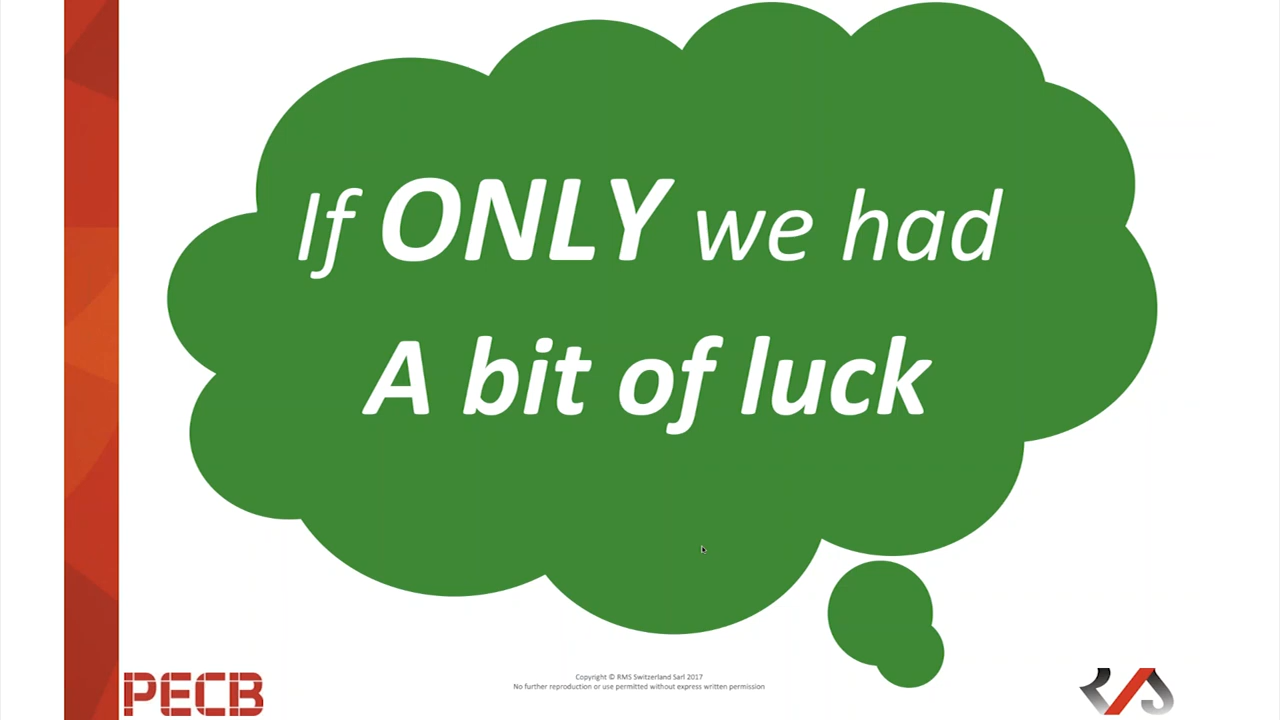 If ONLY we had
A bit of luck
PECB
Copyright © RMS Switzerland Sarl 2017
No further reproduction or use permitted without express written permission